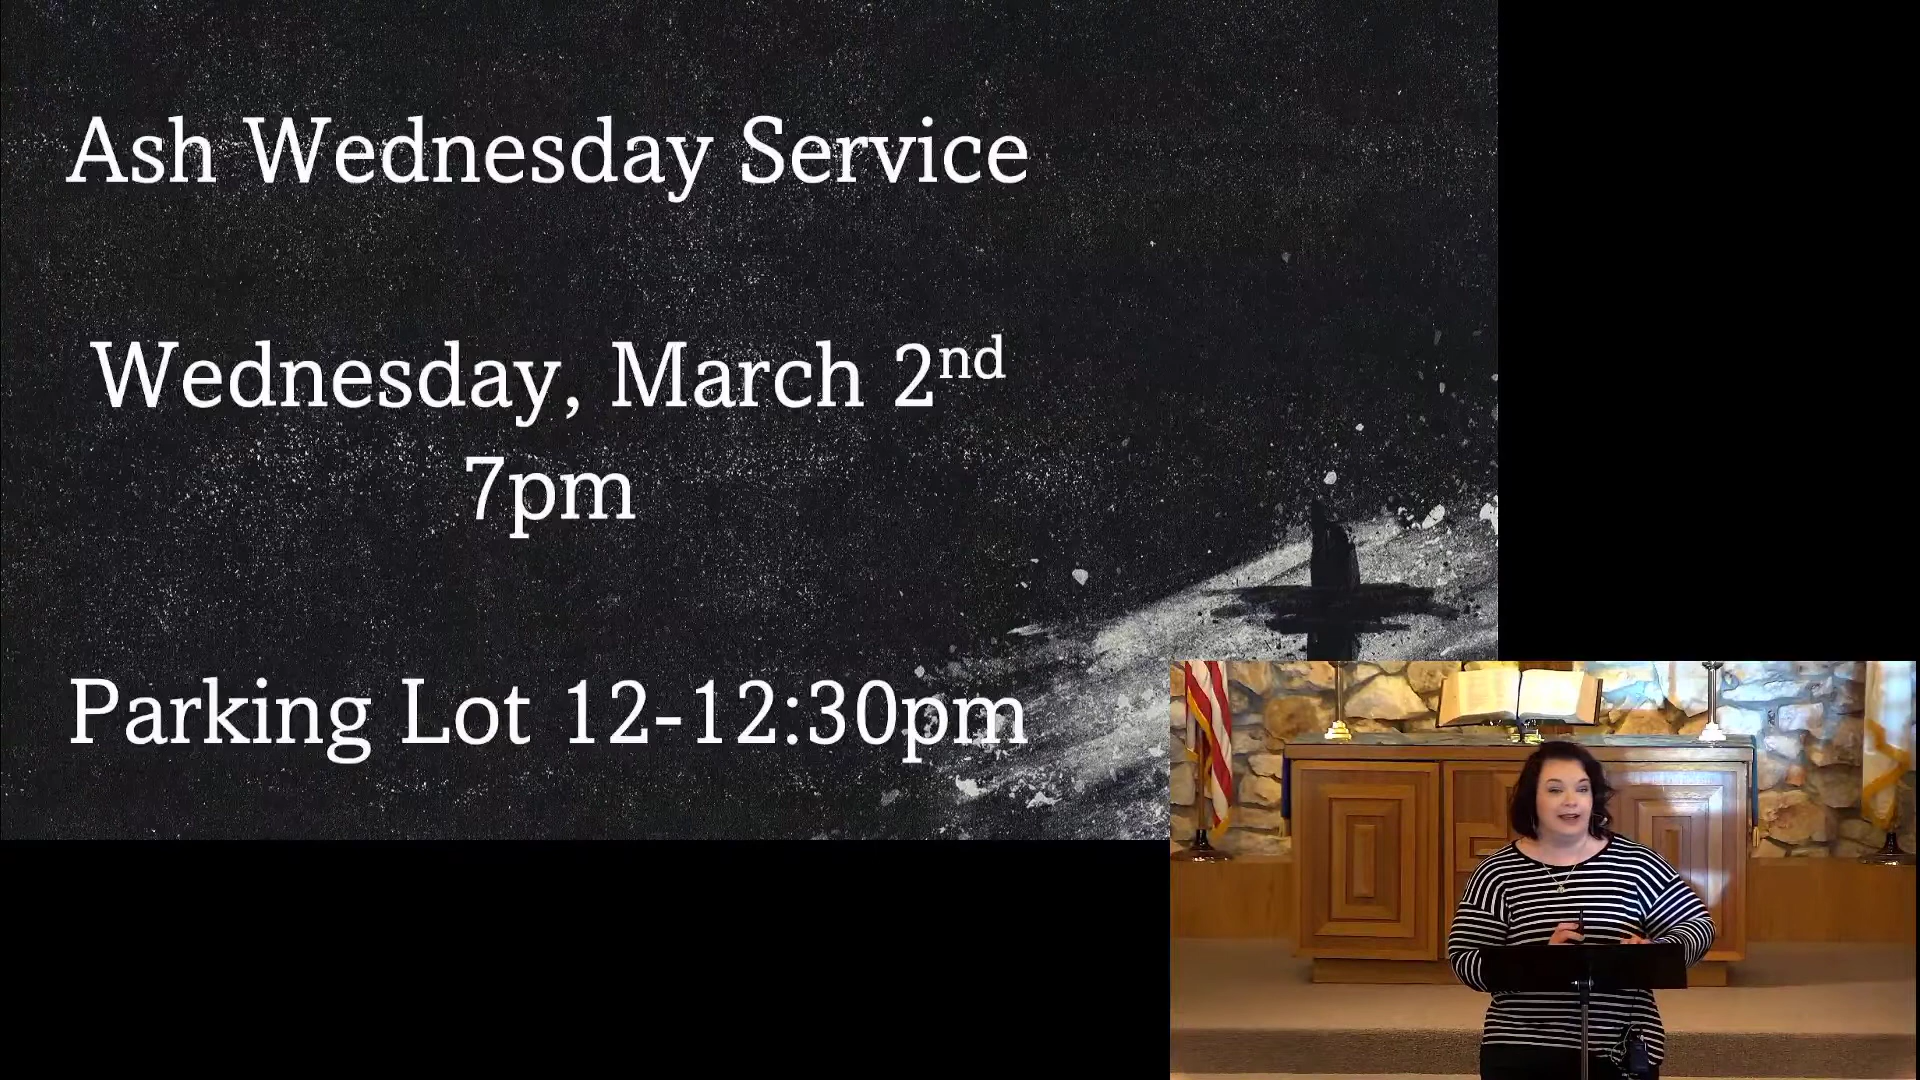 Ash Wednesday Service
Wednesday, March 2nd
7pm
Parking Lot 12-12:30pm